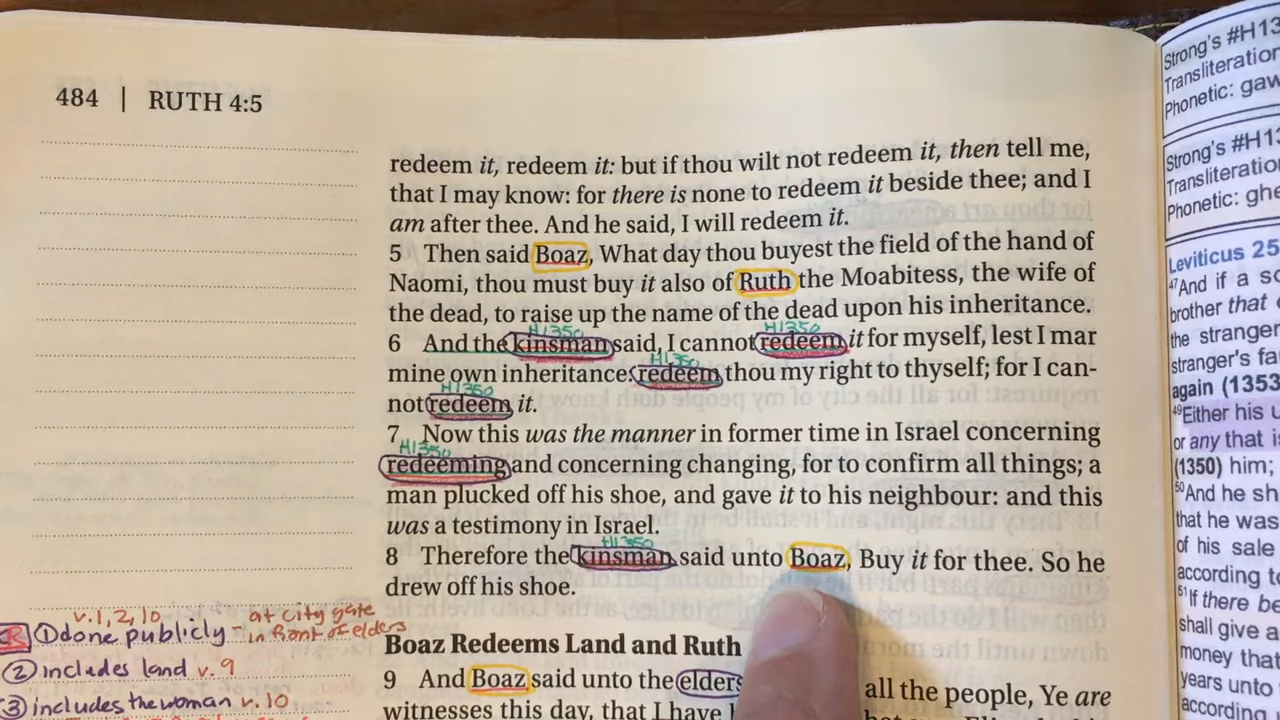 484 | RUTH 4:5
redeem it, redeem it: but if thou wilt not redeem it, then tell me,
that I may know: for there is none to redeem it beside thee; and I
am after thee. And he said, I will redeem it.
5 Then said Boaz, What day thou buyest the field of the hand of
Naomi, thou must buy it also of Ruth the Moabitess, the wife of
the dead, to raise up the name of the dead upon his inheritance.
H1350 H1350
6 And the kinsman said, I cannot redeem it for myself, lest I mar
H1350
mine own inheritance: redeem thou my right to thyself; for I can-
H1350
not redeem it.
7 Now this was the manner in former time in Israel concerning
H1350
redeeming and concerning changing, for to confirm all things; a
man plucked off his shoe, and gave it to his neighbour: and this
was a testimony in Israel.
H1350
8 Therefore the kinsman said unto Boaz, Buy it for thee. So he
drew off his shoe.
v. 1, 2, 10 at city gate
R ① done publicly - in front of elders
② includes land v. 9
③ includes the woman v. 10
Boaz Redeems Land and Ruth
9 And Boaz said unto the elders all the people, Ye are
witnesses this day, that I have
Strong's #H13
Transliteration
Phonetic: gaw
Strong's #H13
Transliteration
Phonetic: ghe
Leviticus 25
47And if a so
brother that
the stranger
stranger's fa
again (1353
49Either his u
or any that is
(1350) him;
50And he sh
that he was
of his sale
according to
51If there be
shall give a
money that
years unto
according